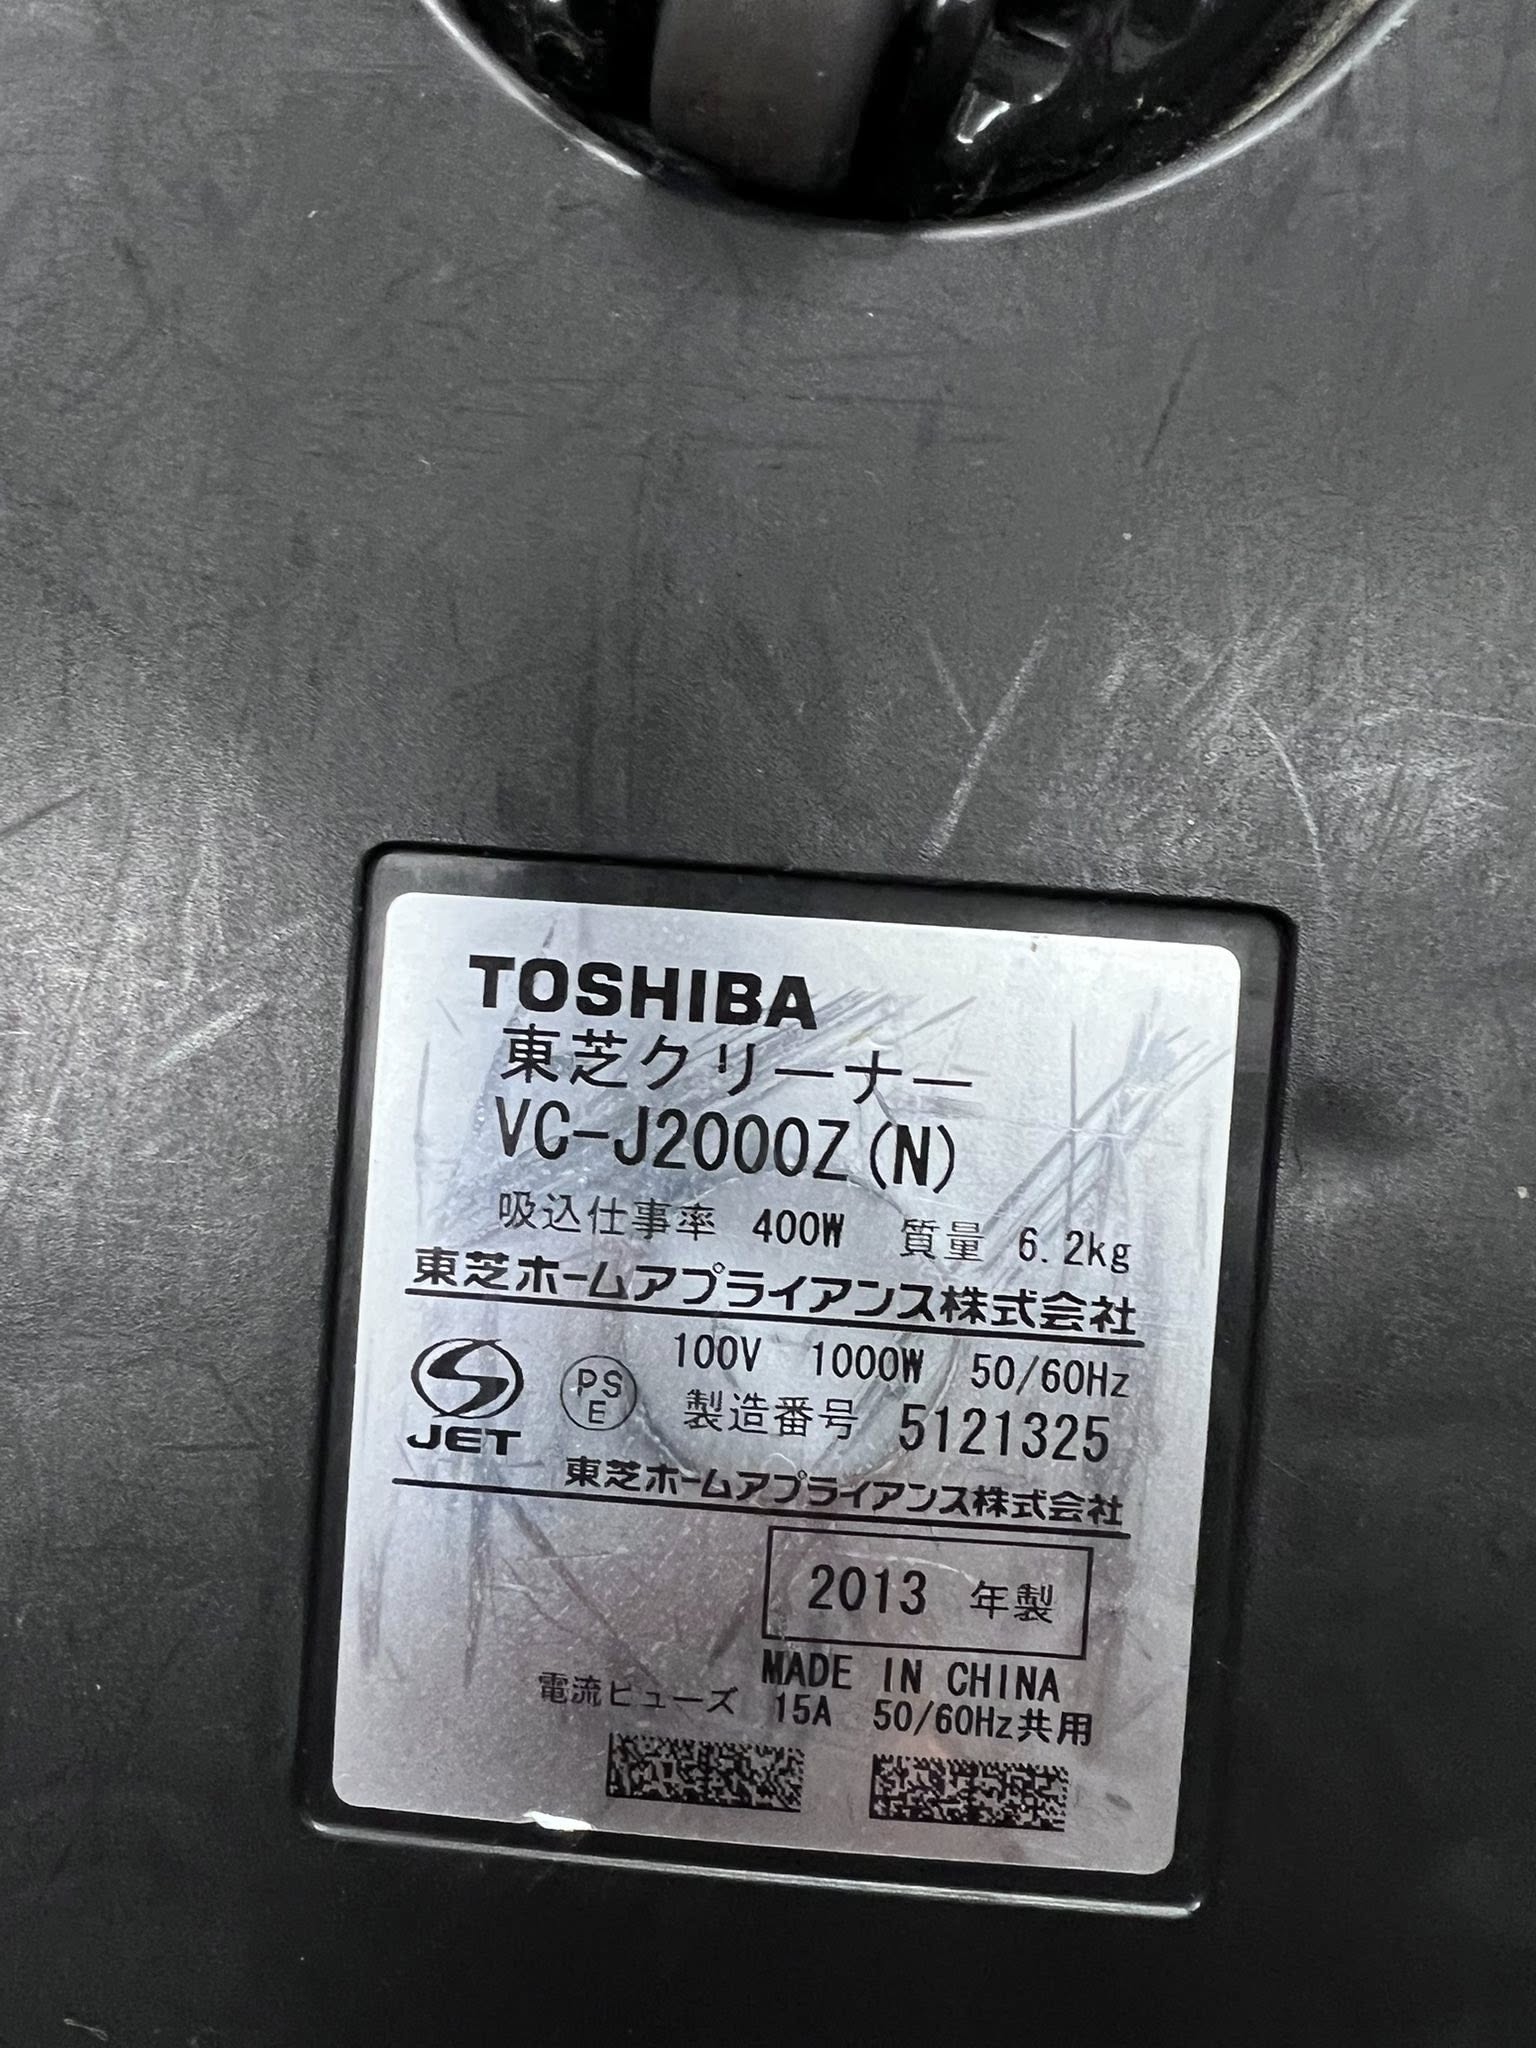 TOSHIBA
東芝クリーナー
VC-J2000Z(N)
吸込仕事率 400W 質量 6.2kg
東芝ホームアプライアンス株式会社
100V 1000W 50/60Hz
JET
PS
E
製造番号 5121325
東芝ホームアプライアンス株式会社
2013 年製
MADE IN CHINA
電流ヒューズ 15A 50/60Hz共用